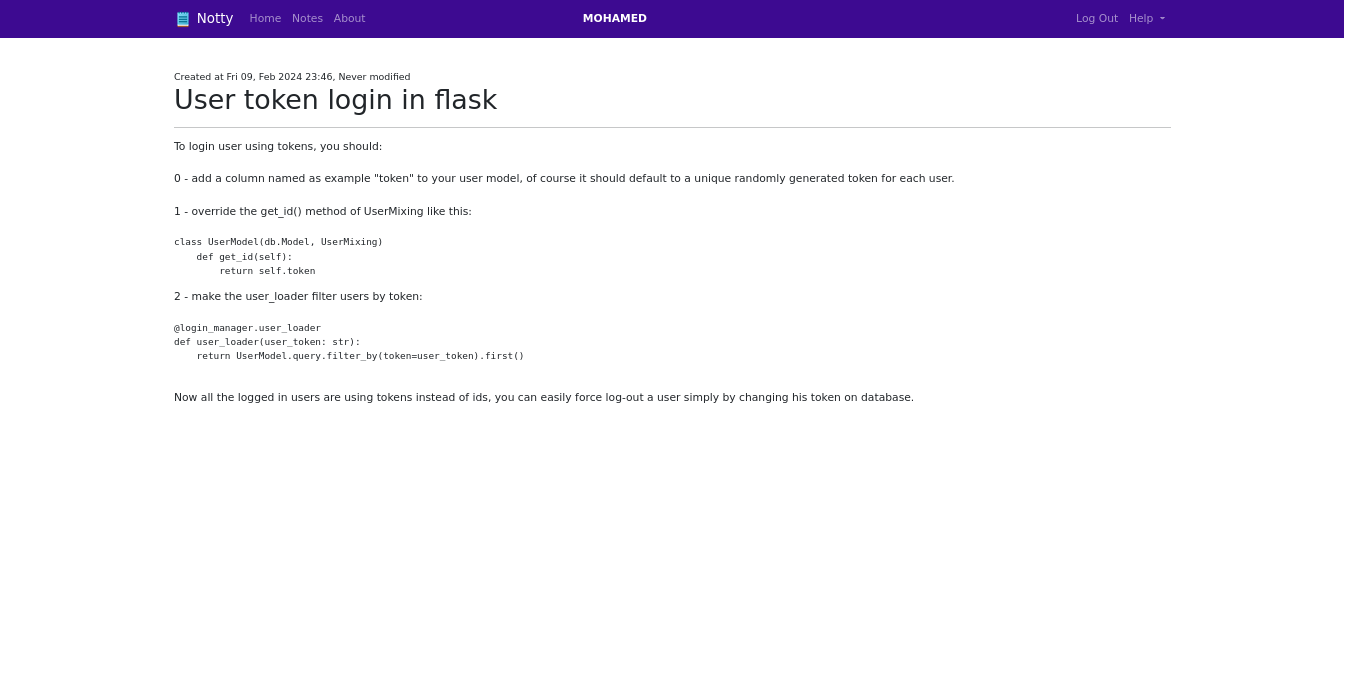 Notty Home Notes About MOHAMED Log Out Help
Created at Fri 09, Feb 2024 23:46, Never modified
User token login in flask
To login user using tokens, you should:
0 - add a column named as example "token" to your user model, of course it should default to a unique randomly generated token for each user.
1 - override the get_id() method of UserMixing like this:
class UserModel(db.Model, UserMixing)
    def get_id(self):
        return self.token
2 - make the user_loader filter users by token:
@login_manager.user_loader
def user_loader(user_token: str):
    return UserModel.query.filter_by(token=user_token).first()
Now all the logged in users are using tokens instead of ids, you can easily force log-out a user simply by changing his token on database.